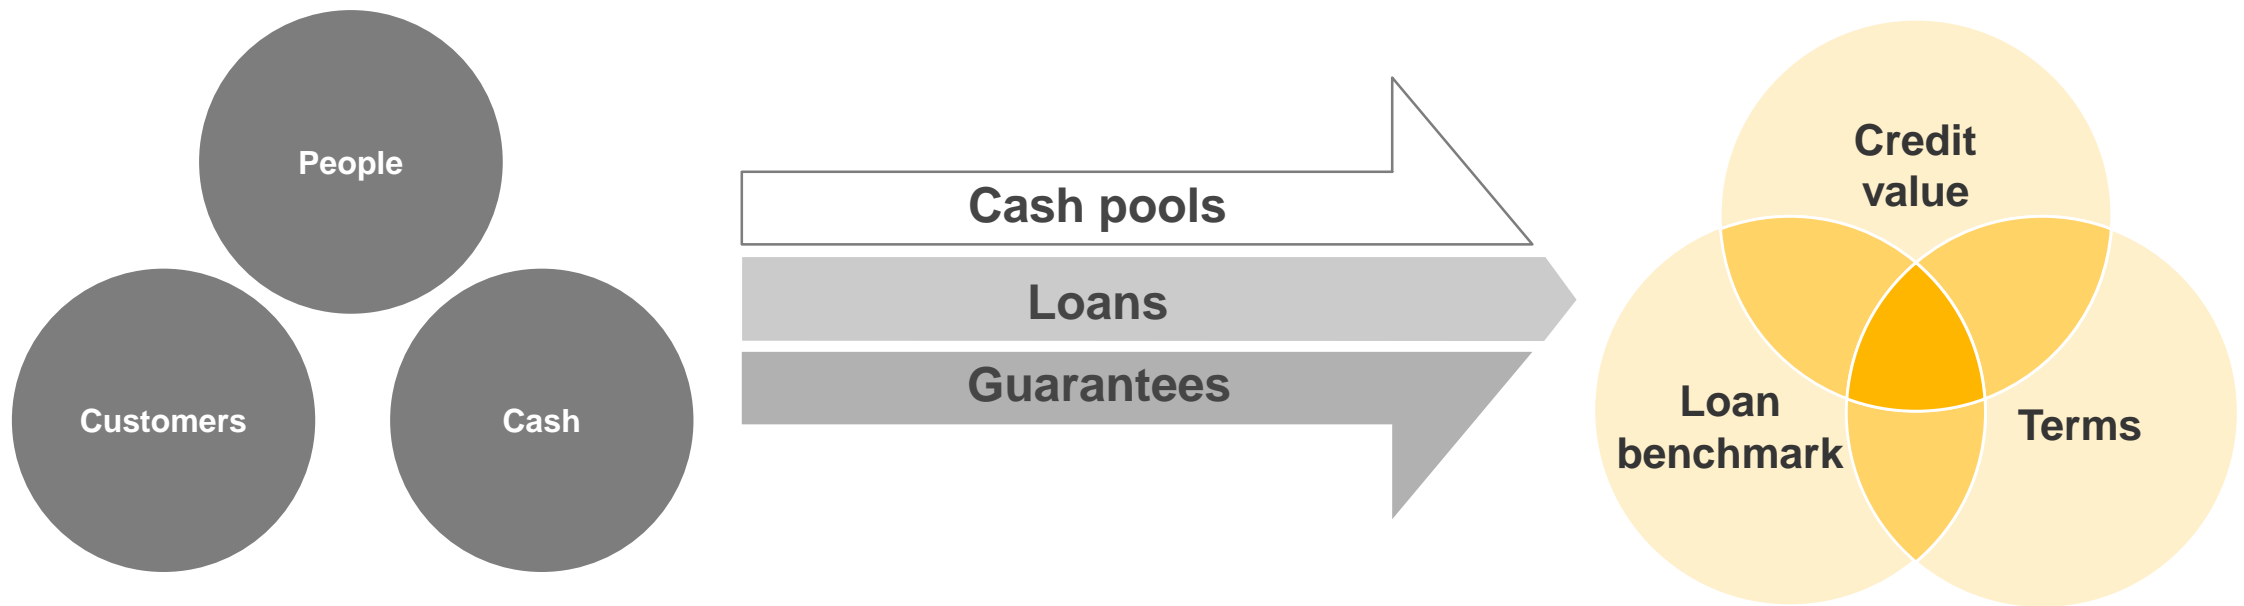 People
Customers
Cash
Cash pools
Loans
Guarantees
Credit
value
Loan
benchmark
Terms